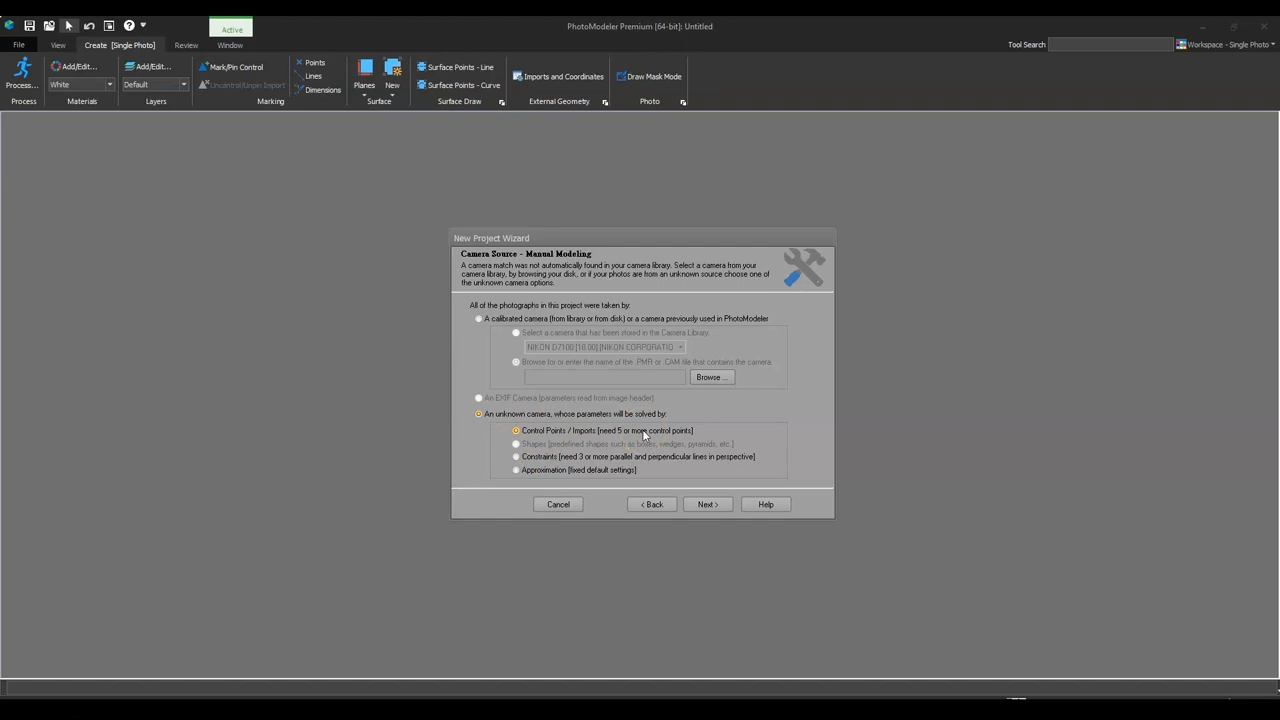 PhotoModeler Premium [64-bit]: Untitled
Active
File View Create [Single Photo] Review Window Tool Search Workspace - Single Photo
Process... Add/Edit... Add/Edit... Mark/Pin Control Points Planes New Surface Points - Line Imports and Coordinates Draw Mask Mode
White Default Uncontrol/Unpin Import Lines Surface Points - Curve
Dimensions
Process Materials Layers Marking Surface Surface Draw External Geometry Photo
New Project Wizard
Camera Source - Manual Modeling
A camera match was not automatically found in your camera library. Select a camera from your
camera library, by browsing your disk, or if your photos are from an unknown source choose one of
the unknown camera options.
All of the photographs in this project were taken by:
A calibrated camera (from library or from disk) or a camera previously used in PhotoModeler
Select a camera that has been stored in the Camera Library.
NIKON D7100 [18.00] [NIKON CORPORATIO
Browse for or enter the name of the .PMR or .CAM file that contains the camera.
Browse ...
An EXIF Camera (parameters read from image header)
An unknown camera, whose parameters will be solved by:
Control Points / Imports [need 5 or more control points]
Shapes [predefined shapes such as boxes, wedges, pyramids, etc.]
Constraints [need 3 or more parallel and perpendicular lines in perspective]
Approximation [fixed default settings]
Cancel < Back Next > Help